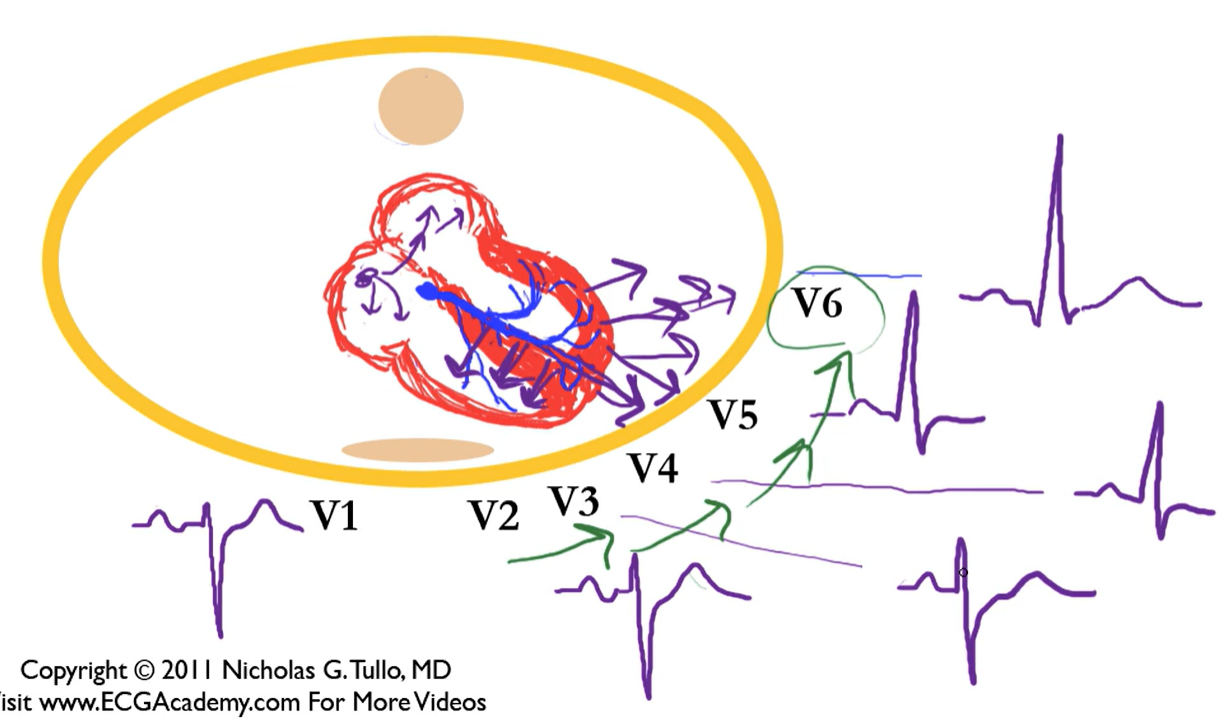 V6
V5
V4
V3
V2
V1
Copyright © 2011 Nicholas G. Tullo, MD
isit www.ECGAcademy.com For More Videos